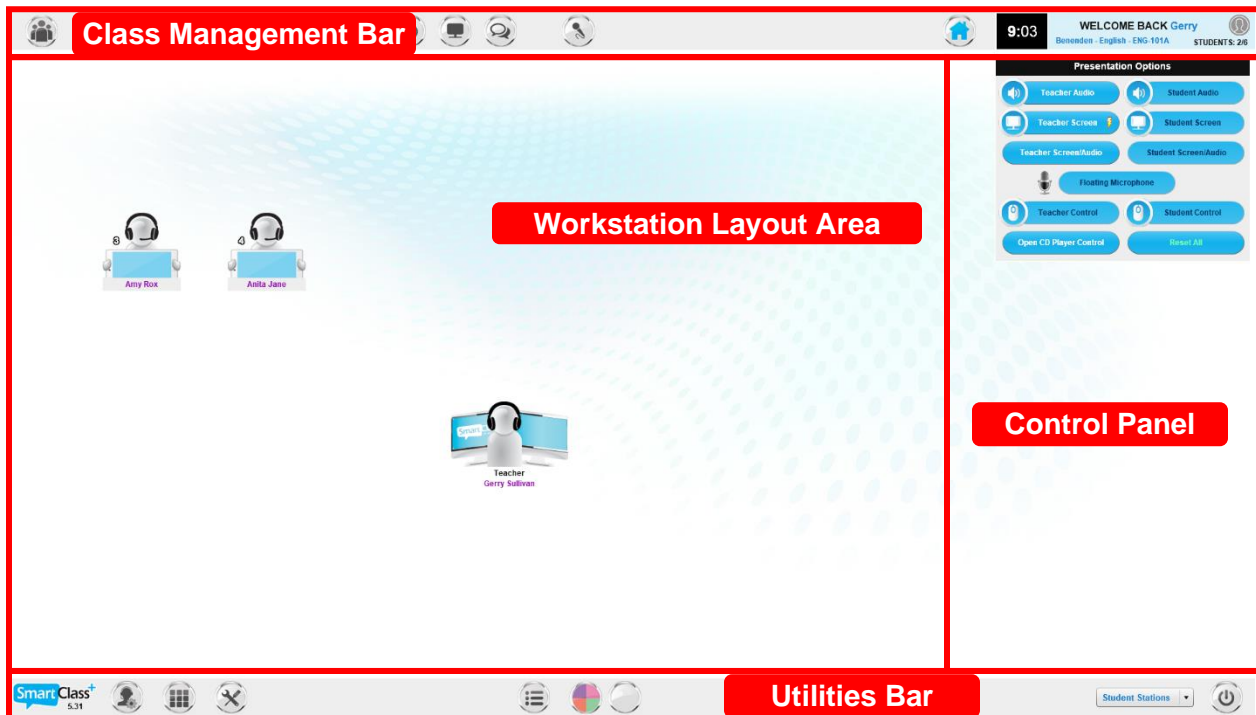 Class Management Bar
9:03
WELCOME BACK Gerry
Benenden - English - ENG-101A
STUDENTS: 2/6
Presentation Options
Teacher Audio
Student Audio
Teacher Screen
Student Screen
Teacher Screen/Audio
Student Screen/Audio
Floating Microphone
Teacher Control
Student Control
Open CD Player Control
Reset All
Workstation Layout Area
3
4
Amy Rox
Anita Jane
Control Panel
Smart
Teacher
Gerry Sullivan
SmartClass+
5.31
Utilities Bar
Student Stations